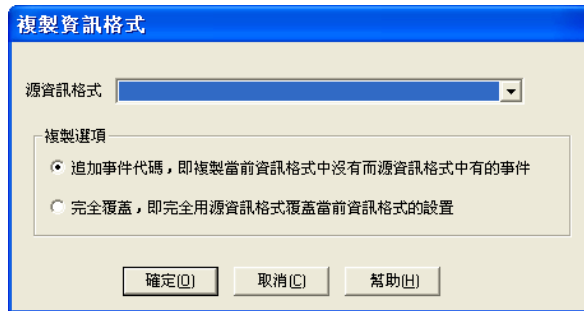 複製資訊格式
源資訊格式
複製選項
追加事件代碼，即複製當前資訊格式中沒有而源資訊格式中有的事件
完全覆蓋，即完全用源資訊格式覆蓋當前資訊格式的設置
確定(O) 取消(C) 幫助(H)